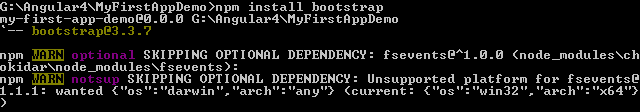 G:\Angular4\MyFirstAppDemo>npm install bootstrap
my-first-app-demo@0.0.0 G:\Angular4\MyFirstAppDemo
`-- bootstrap@3.3.7
npm WARN optional SKIPPING OPTIONAL DEPENDENCY: fsevents@^1.0.0 (node_modules\ch
okidar\node_modules\fsevents):
npm WARN notsup SKIPPING OPTIONAL DEPENDENCY: Unsupported platform for fsevents@
1.1.1: wanted {"os":"darwin","arch":"any"} (current: {"os":"win32","arch":"x64"}
)